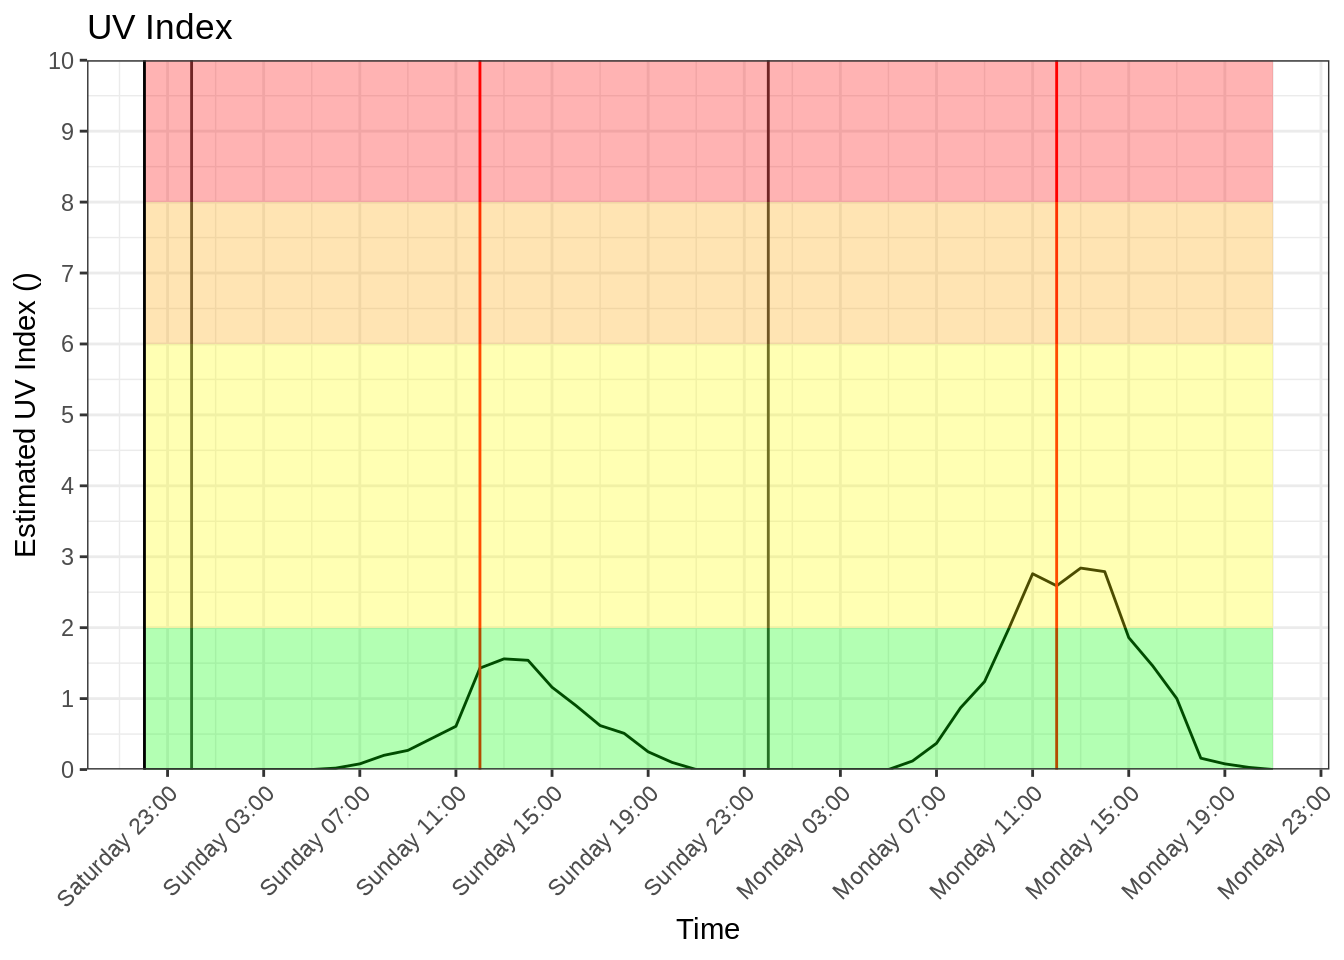 UV Index
Estimated UV Index ()
10
9
8
7
6
5
4
3
2
1
0
Saturday 23:00
Sunday 03:00
Sunday 07:00
Sunday 11:00
Sunday 15:00
Sunday 19:00
Sunday 23:00
Monday 03:00
Monday 07:00
Monday 11:00
Monday 15:00
Monday 19:00
Monday 23:00
Time